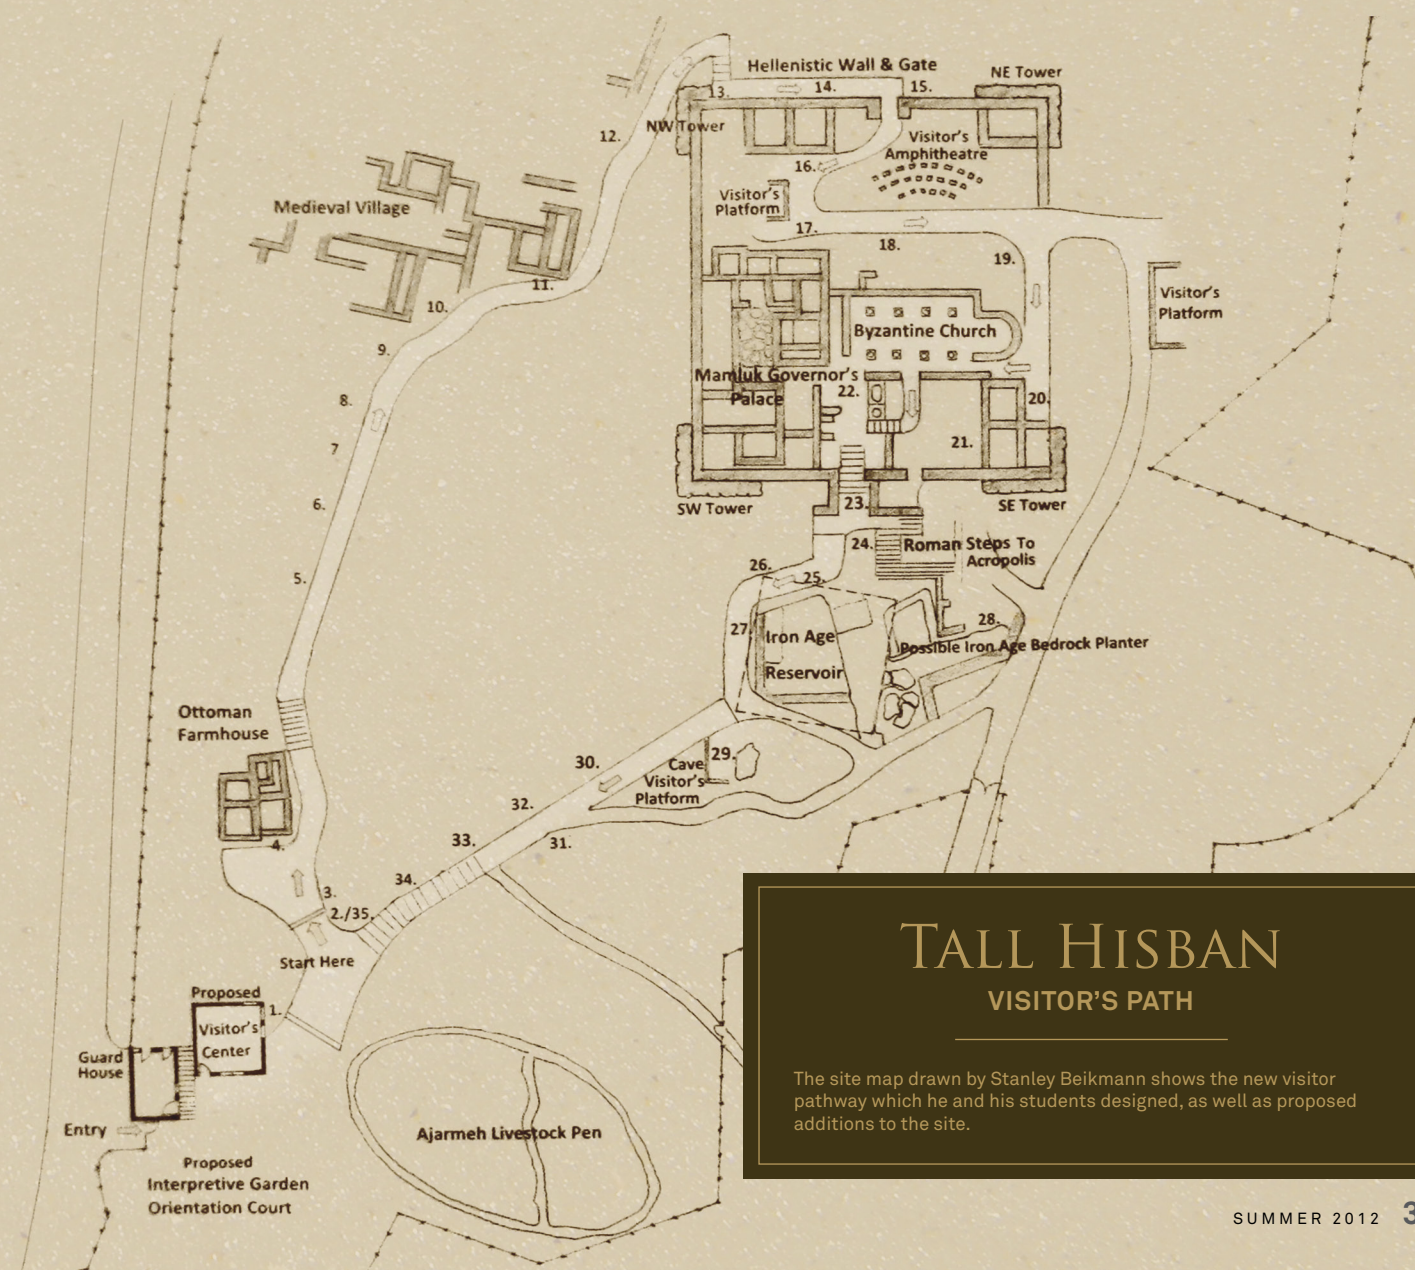 Hellenistic Wall & Gate
NE Tower
13.
14.
15.
12.
NW Tower
Visitor's
Amphitheatre
16.
Visitor's
Platform
Medieval Village
17.
18.
19.
11.
10.
Visitor's
Platform
9.
Byzantine Church
Mamluk Governor's
Palace
22.
20.
8.
7
21.
6.
SW Tower
23.
SE Tower
24.
Roman Steps To
Acropolis
5.
26.
25.
27.
Iron Age
Reservoir
28.
Possible Iron Age Bedrock Planter
Ottoman
Farmhouse
30.
Cave
Visitor's
Platform
29.
32.
31.
33.
4.
34.
3.
2./35.
Start Here
Proposed
Visitor's
Center
1.
Guard
House
Entry
Ajarmeh Livestock Pen
Proposed
Interpretive Garden
Orientation Court
TALL HISBAN
VISITOR'S PATH
The site map drawn by Stanley Beikmann shows the new visitor
pathway which he and his students designed, as well as proposed
additions to the site.
SUMMER 2012 3